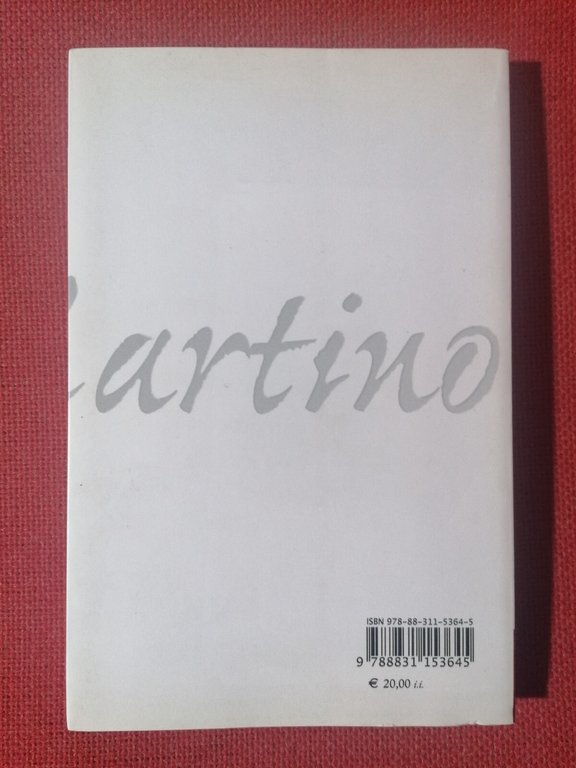 artino
ISBN 978-88-311-5364-5
9 788831 153645
€ 20,00 i.i.